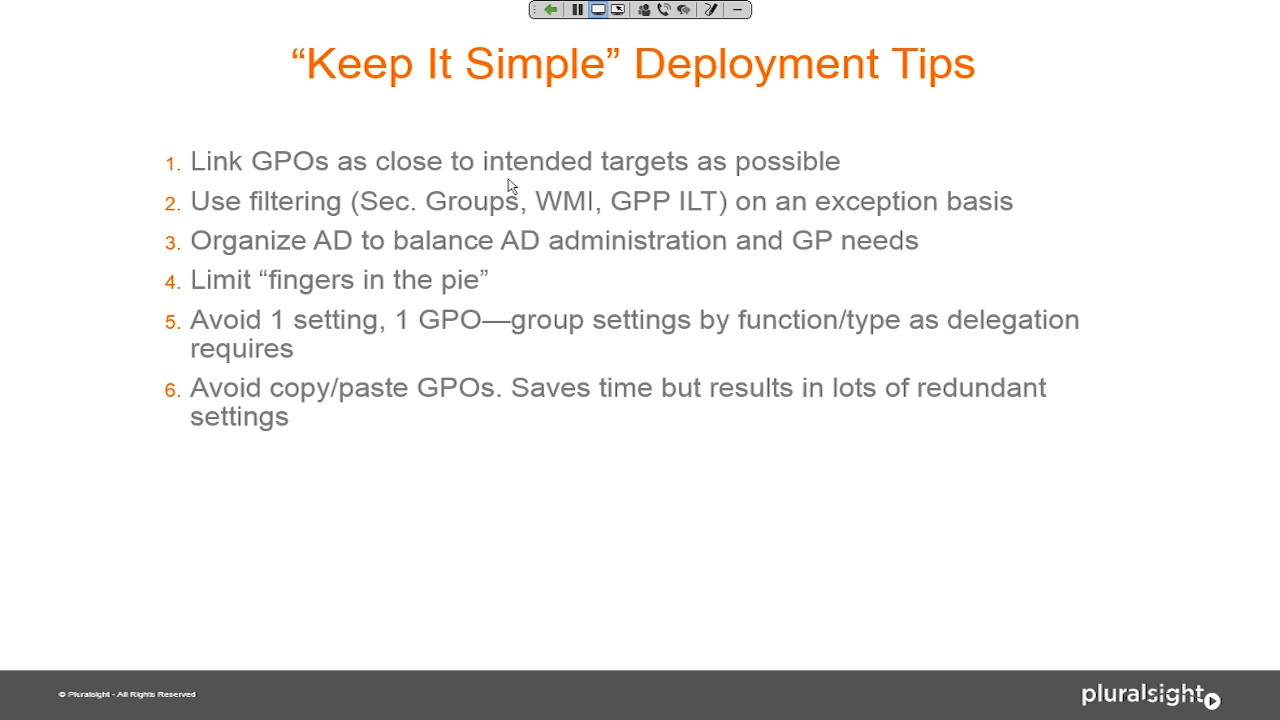 “Keep It Simple” Deployment Tips
1. Link GPOs as close to intended targets as possible
2. Use filtering (Sec. Groups, WMI, GPP ILT) on an exception basis
3. Organize AD to balance AD administration and GP needs
4. Limit “fingers in the pie”
5. Avoid 1 setting, 1 GPO—group settings by function/type as delegation
requires
6. Avoid copy/paste GPOs. Saves time but results in lots of redundant
settings
© Pluralsight - All Rights Reserved
pluralsight